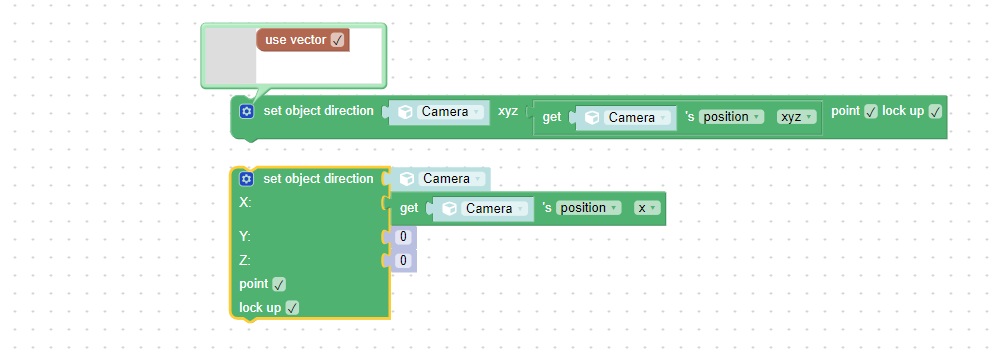 use vector
set object direction Camera xyz get Camera 's position xyz point lock up
set object direction Camera
X: get Camera 's position x
Y: 0
Z: 0
point
lock up